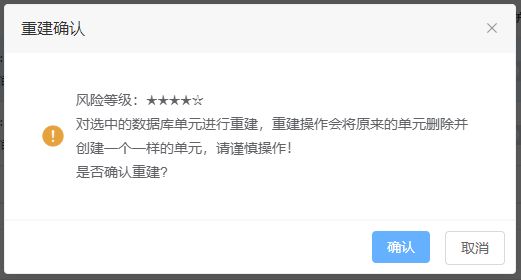 重建确认
风险等级：★★★★☆
对选中的数据库单元进行重建，重建操作会将原来的单元删除并
创建一个一样的单元，请谨慎操作！
是否确认重建？
确认
取消